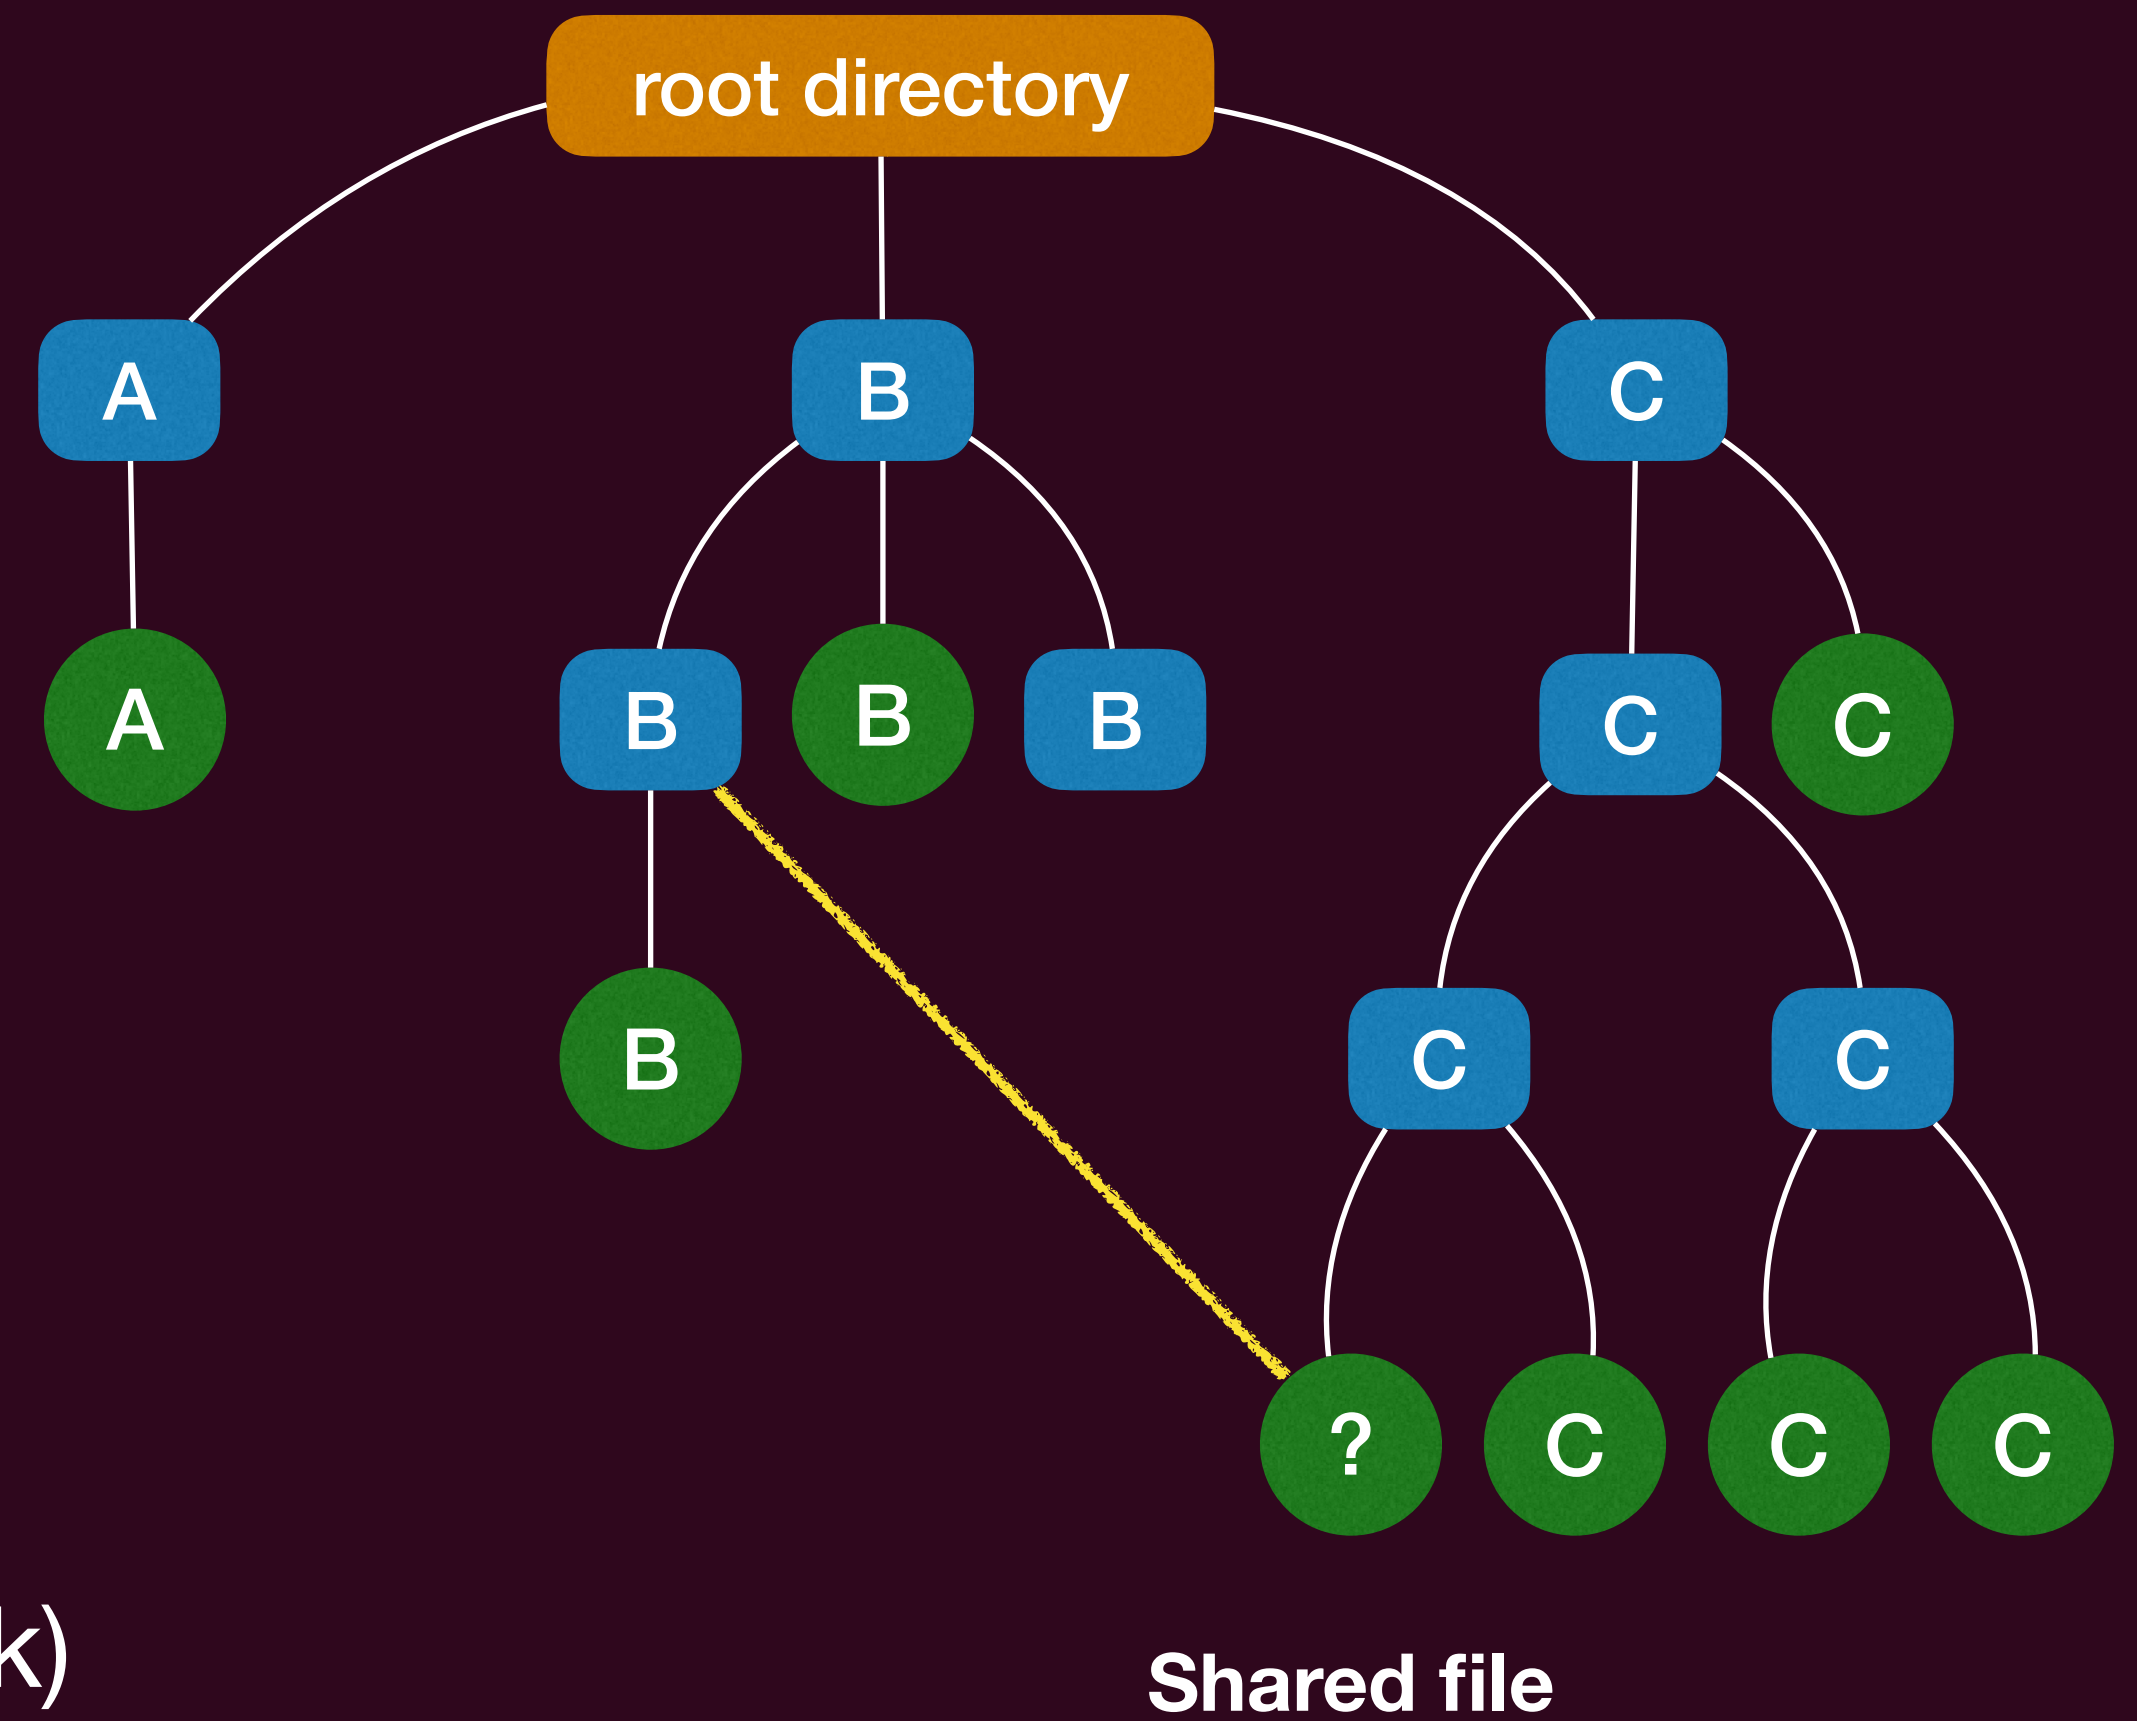 root directory
A B C
A B B B C C
B C C
? C C C
k)
Shared file